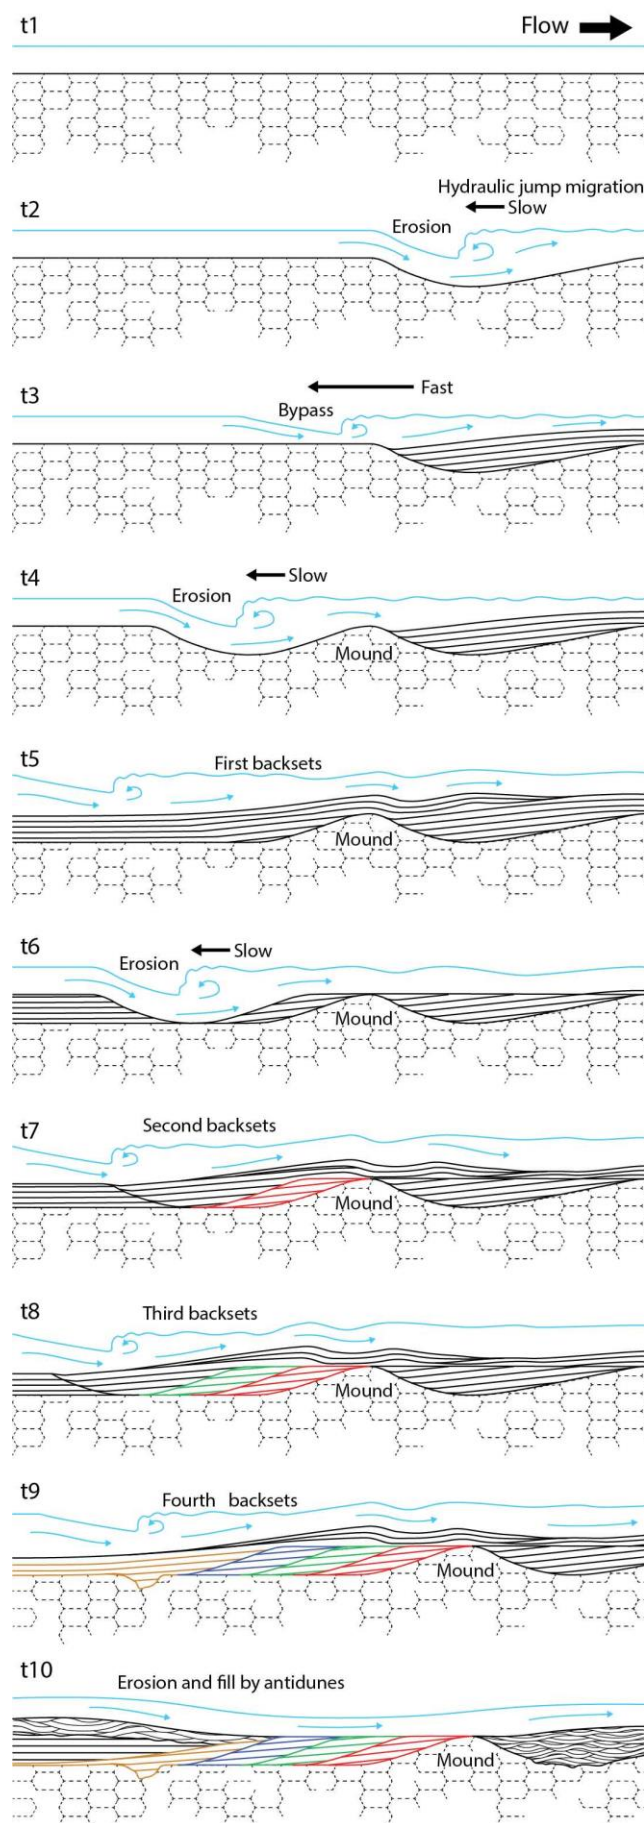 t1
Flow
Hydraulic jump migration
t2
Slow
Erosion
t3
Fast
Bypass
t4
Slow
Erosion
Mound
t5
First backsets
Mound
t6
Slow
Erosion
Mound
t7
Second backsets
Mound
t8
Third backsets
Mound
t9
Fourth backsets
Mound
t10
Erosion and fill by antidunes
Mound